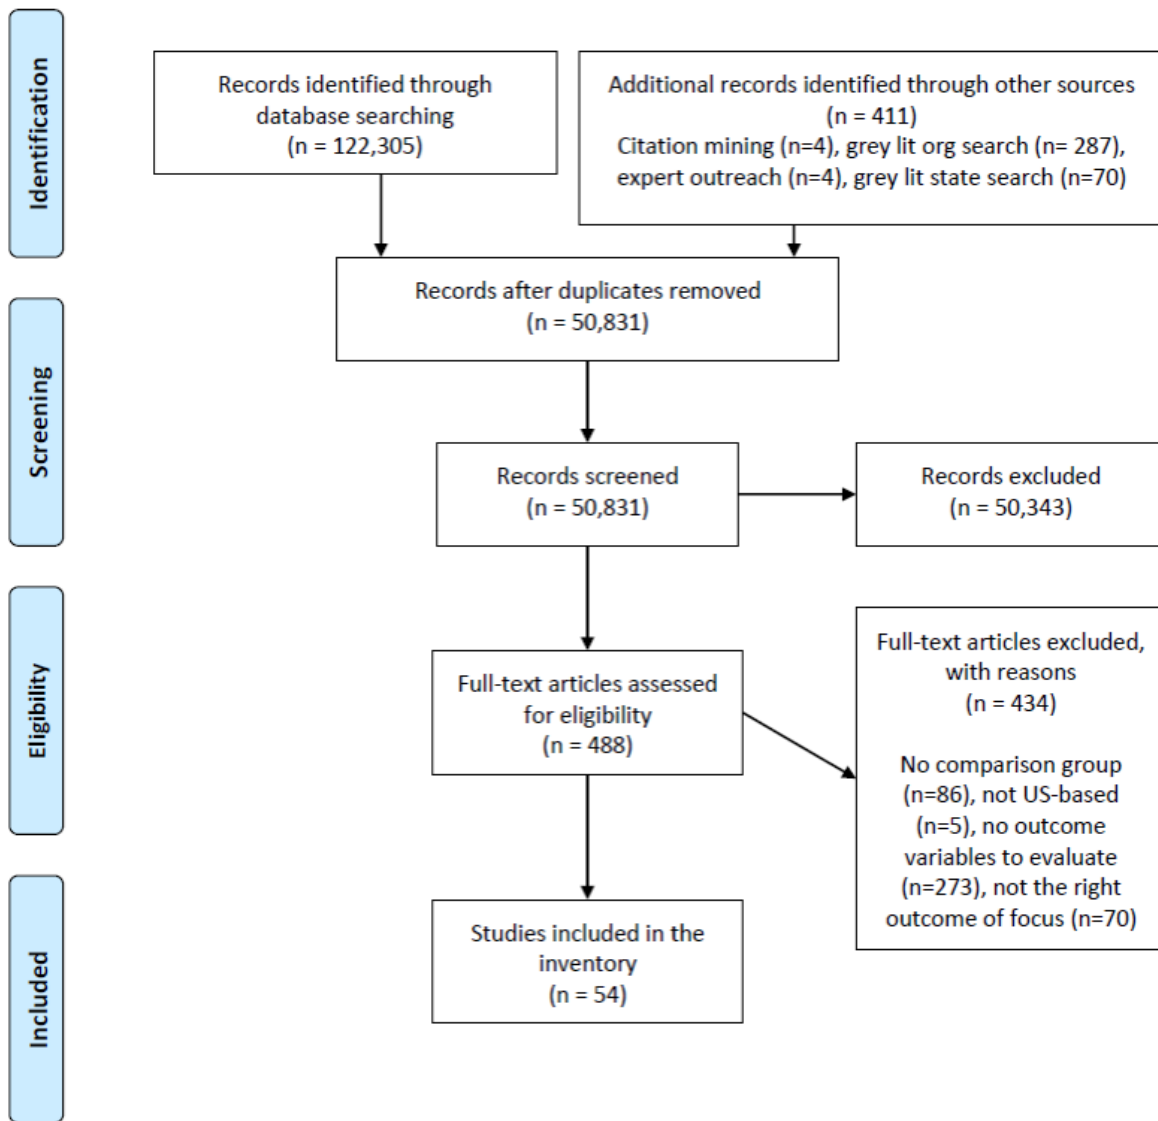 Identification
Records identified through
database searching
(n = 122,305)
Additional records identified through other sources
(n = 411)
Citation mining (n=4), grey lit org search (n= 287),
expert outreach (n=4), grey lit state search (n=70)
Records after duplicates removed
(n = 50,831)
Screening
Records screened
(n = 50,831)
Records excluded
(n = 50,343)
Eligibility
Full-text articles assessed
for eligibility
(n = 488)
Full-text articles excluded,
with reasons
(n = 434)
No comparison group
(n=86), not US-based
(n=5), no outcome
variables to evaluate
(n=273), not the right
outcome of focus (n=70)
Included
Studies included in the
inventory
(n = 54)